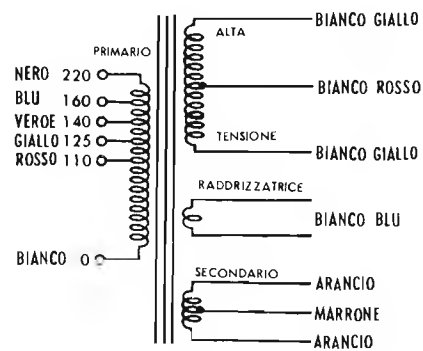 PRIMARIO
NERO 220
BLU 160
VEROE 140
GIALLO 125
ROSSO 110
BIANCO 0
ALTA
TENSIONE
BIANCO GIALLO
BIANCO ROSSO
BIANCO GIALLO
RADDRIZZATRICE
BIANCO BLU
SECONDARIO
ARANCIO
MARRONE
ARANCIO